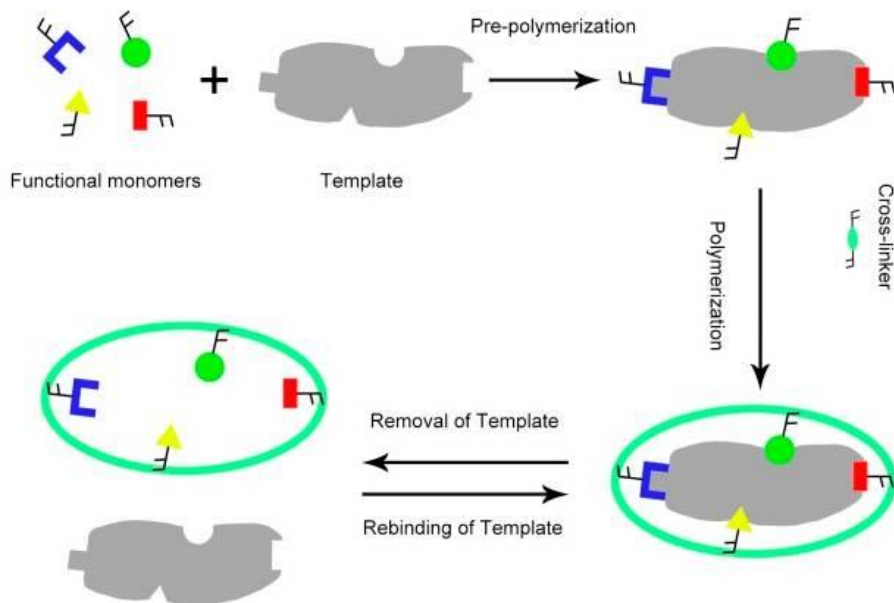 Pre-polymerization
Functional monomers
Template
Cross-linker
Polymerization
Removal of Template
Rebinding of Template